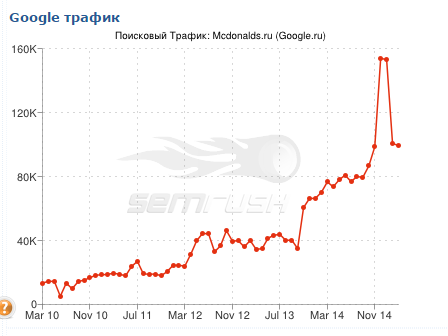 Google трафик
Поисковый Трафик: Mcdonalds.ru (Google.ru)
160K
120K
80K
40K
0
semrush
Mar 10 Nov 10 Jul 11 Mar 12 Nov 12 Jul 13 Mar 14 Nov 14
?